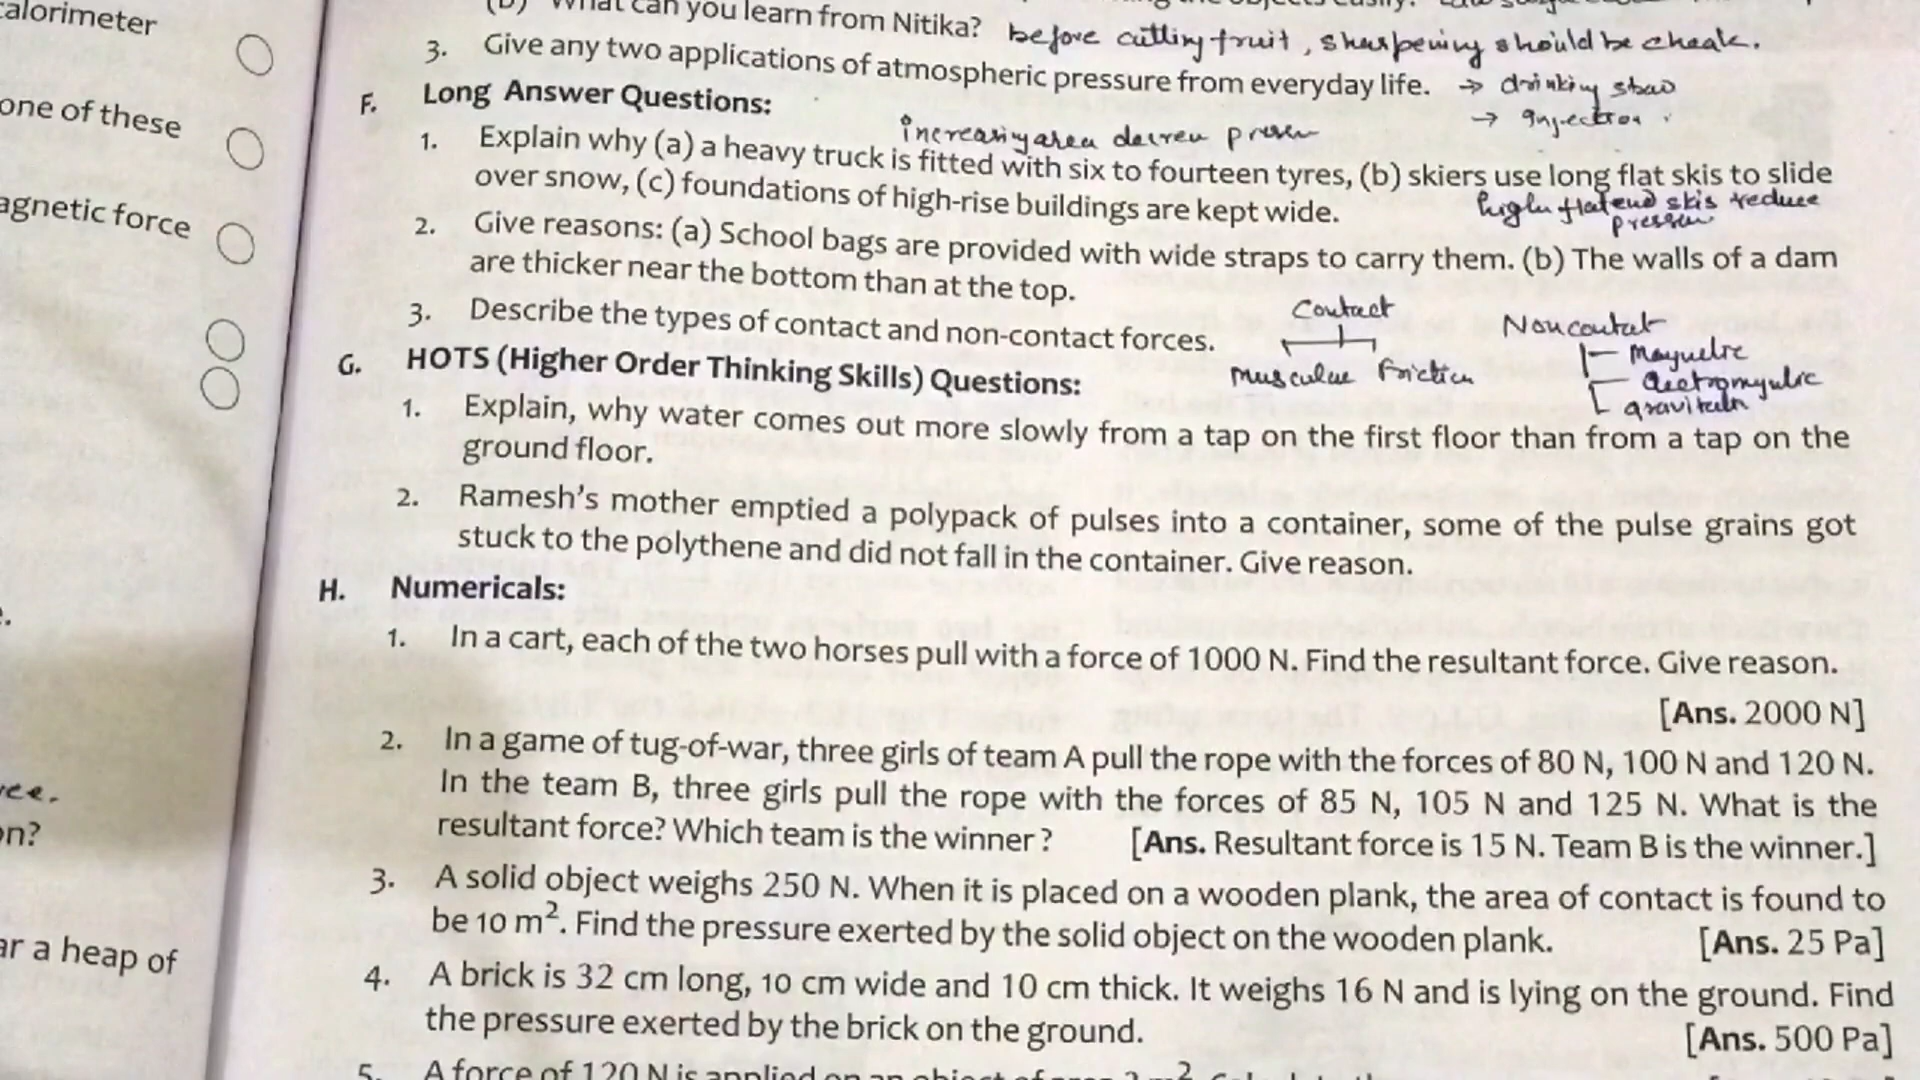 calorimeter
one of these
agnetic force
on?
ar a heap of
(b) What can you learn from Nitika? before cutting fruit, sharpening should be
3. Give any two applications of atmospheric pressure from everyday life. → drinking
→ injection
F. Long Answer Questions:
increasing area
1. Explain why (a) a heavy truck is fitted with six to fourteen tyres, (b) skiers use long flat skis to slide
over snow, (c) foundations of high-rise buildings are kept wide.
skis reduce
2. Give reasons: (a) School bags are provided with wide straps to carry them. (b) The walls of a dam
are thicker near the bottom than at the top.
3. Describe the types of contact and non-contact forces.
Contact
friction
G. HOTS (Higher Order Thinking Skills) Questions:
1. Explain, why water comes out more slowly from a tap on the first floor than from a tap on the
ground floor.
2. Ramesh's mother emptied a polypack of pulses into a container, some of the pulse grains got
stuck to the polythene and did not fall in the container. Give reason.
H. Numericals:
1. In a cart, each of the two horses pull with a force of 1000 N. Find the resultant force. Give reason.
[Ans. 2000 N]
2. In a game of tug-of-war, three girls of team A pull the rope with the forces of 80 N, 100 N and 120 N.
In the team B, three girls pull the rope with the forces of 85 N, 105 N and 125 N. What is the
resultant force? Which team is the winner? [Ans. Resultant force is 15 N. Team B is the winner.]
3. A solid object weighs 250 N. When it is placed on a wooden plank, the area of contact is found to
be 10 m². Find the pressure exerted by the solid object on the wooden plank. [Ans. 25 Pa]
4. A brick is 32 cm long, 10 cm wide and 10 cm thick. It weighs 16 N and is lying on the ground. Find
the pressure exerted by the brick on the ground. [Ans. 500 Pa]
5. A force of 120 N is applied on an object of area